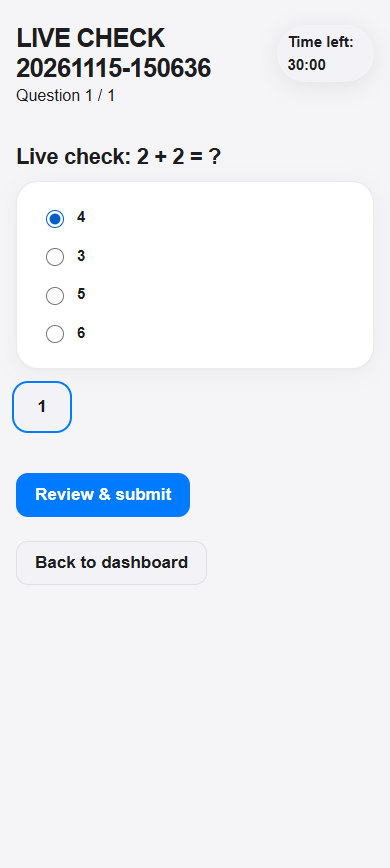 LIVE CHECK
20261115-150636
Question 1 / 1
Time left:
30:00
Live check: 2 + 2 = ?
4
3
5
6
1
Review & submit
Back to dashboard